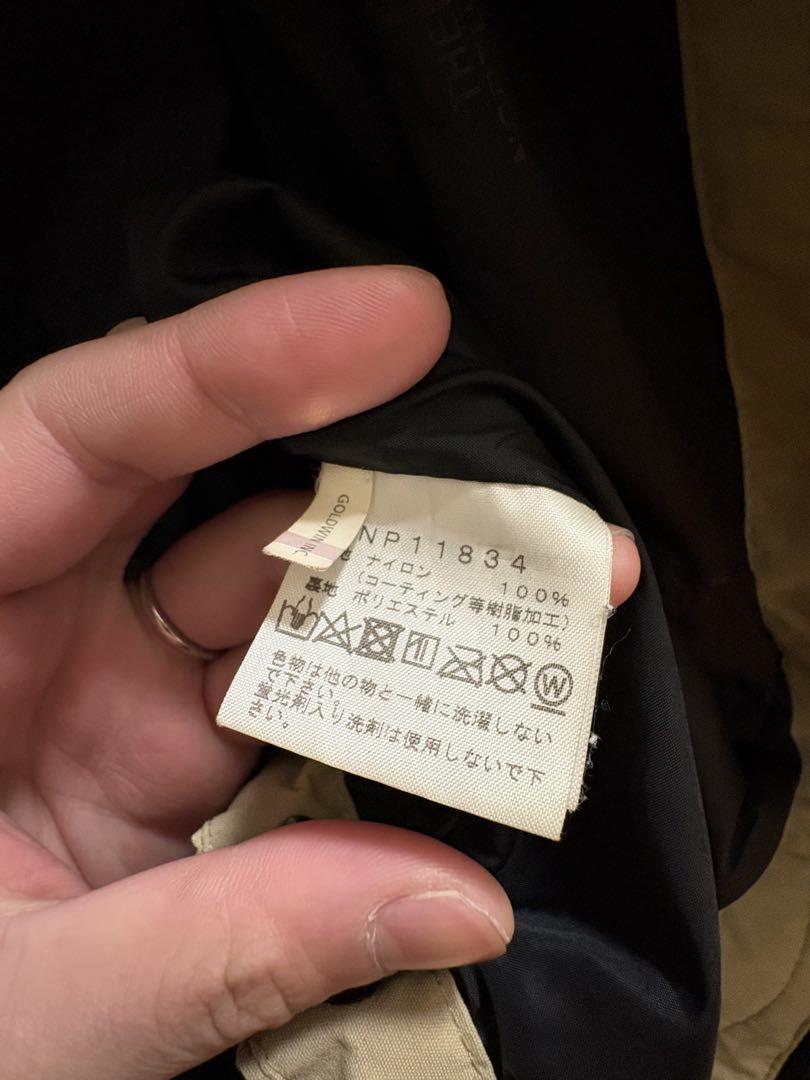 THE
GOLDWIN INC
NP11834
ナイロン 100%
(コーティング等樹脂加工)
裏地 ポリエステル 100%
W
色物は他の物と一緒に洗濯しない
で下さい。
蛍光剤入り洗剤は使用しないで下
さい。